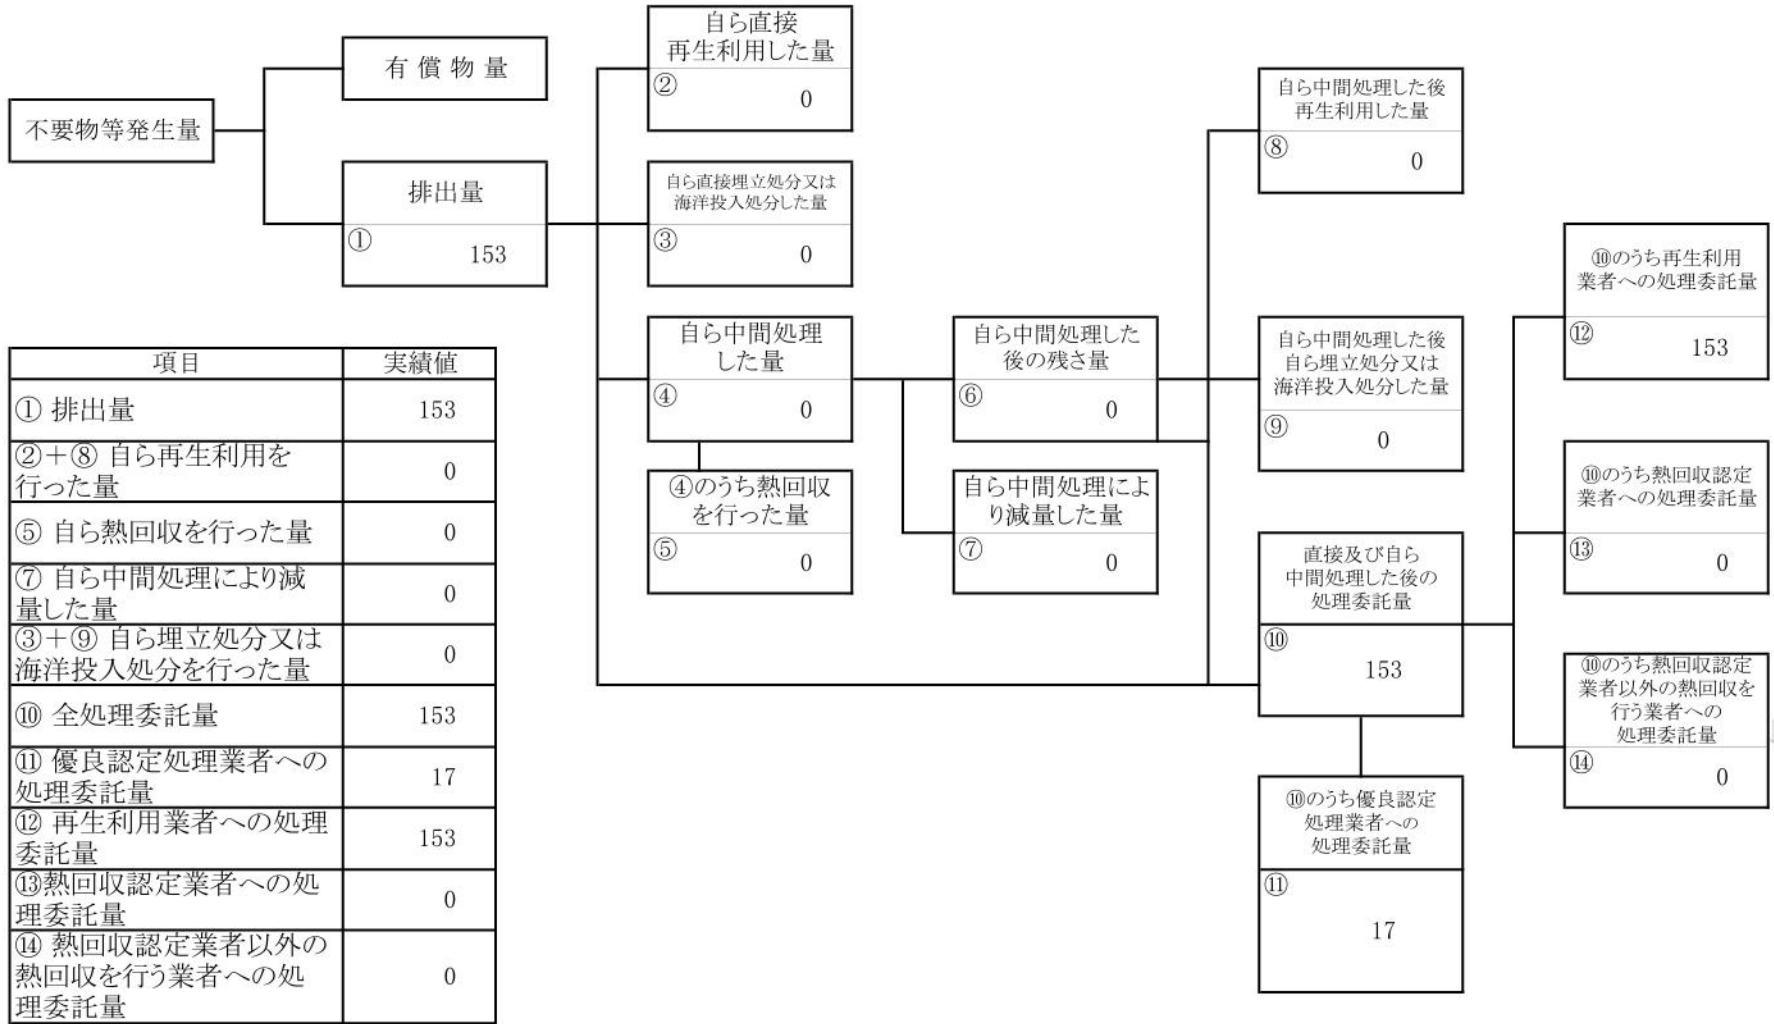 不要物等発生量
有償物量
排出量
①
153
自ら直接
再生利用した量
②
0
自ら直接埋立処分又は
海洋投入処分した量
③
0
自ら中間処理
した量
④
0
④のうち熱回収
を行った量
⑤
0
自ら中間処理した
後の残さ量
⑥
0
自ら中間処理によ
り減量した量
⑦
0
自ら中間処理した後
再生利用した量
⑧
0
自ら中間処理した後
自ら埋立処分又は
海洋投入処分した量
⑨
0
直接及び自ら
中間処理した後の
処理委託量
⑩
153
⑩のうち優良認定
処理業者への
処理委託量
⑪
17
⑩のうち再生利用
業者への処理委託量
⑫
153
⑩のうち熱回収認定
業者への処理委託量
⑬
0
⑩のうち熱回収認定
業者以外の熱回収を
行う業者への
処理委託量
⑭
0
項目 実績値
① 排出量 153
②＋⑧ 自ら再生利用を
行った量 0
⑤ 自ら熱回収を行った量 0
⑦ 自ら中間処理により減
量した量 0
③＋⑨ 自ら埋立処分又は
海洋投入処分を行った量 0
⑩ 全処理委託量 153
⑪ 優良認定処理業者への
処理委託量 17
⑫ 再生利用業者への処理
委託量 153
⑬熱回収認定業者への処
理委託量 0
⑭ 熱回収認定業者以外の
熱回収を行う業者への処 0
理委託量